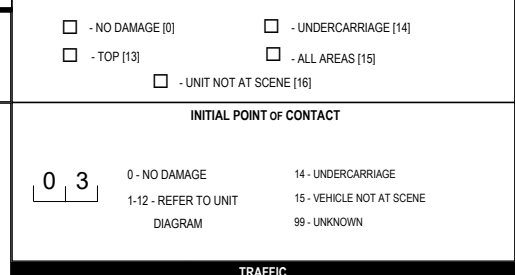 ☐ - NO DAMAGE [0] ☐ - UNDERCARRIAGE [14]
☐ - TOP [13] ☐ - ALL AREAS [15]
☐ - UNIT NOT AT SCENE [16]
INITIAL POINT OF CONTACT
0 3
0 - NO DAMAGE 14 - UNDERCARRIAGE
1-12 - REFER TO UNIT 15 - VEHICLE NOT AT SCENE
DIAGRAM 99 - UNKNOWN
TRAFFIC